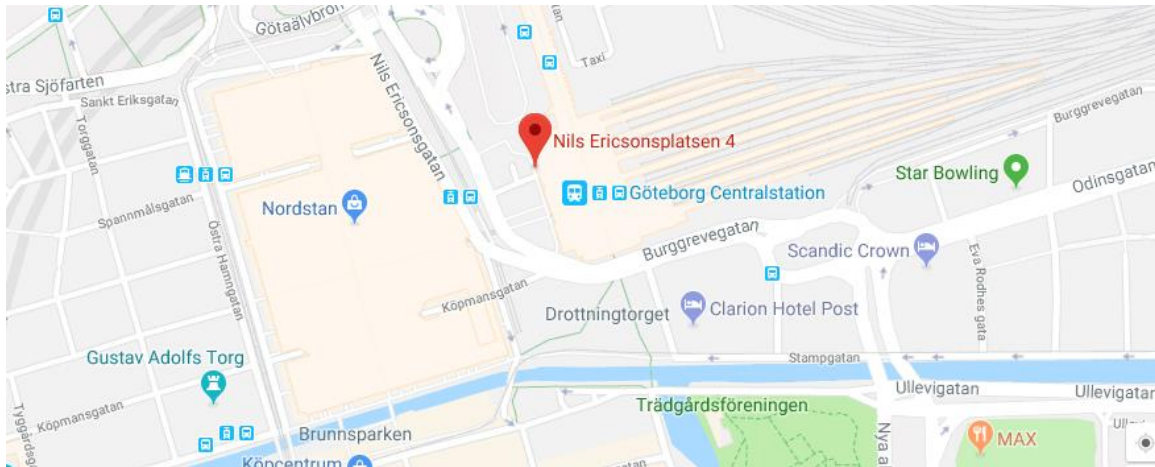 Götaälvbron
stra Sjöfarten
Sankt Eriksgatan
Torggatan
Nils Ericsonsgatan
Taxi
Nils Ericsonsplatsen 4
Burggrevegatan
Star Bowling
Odinsgatan
Göteborg Centralstation
Nordstan
Spannmålsgatan
Östra Hamngatan
Burggrevegatan
Scandic Crown
Eva Rodhes gata
Köpmansgatan
Drottningtorget
Clarion Hotel Post
Gustav Adolfs Torg
Stampgatan
Ullevigatan
Ullevigatan
Trädgårdsföreningen
Tyggårdsg
Köpmansgatan
Brunnsparken
Nya a
MAX
Köpcentrum